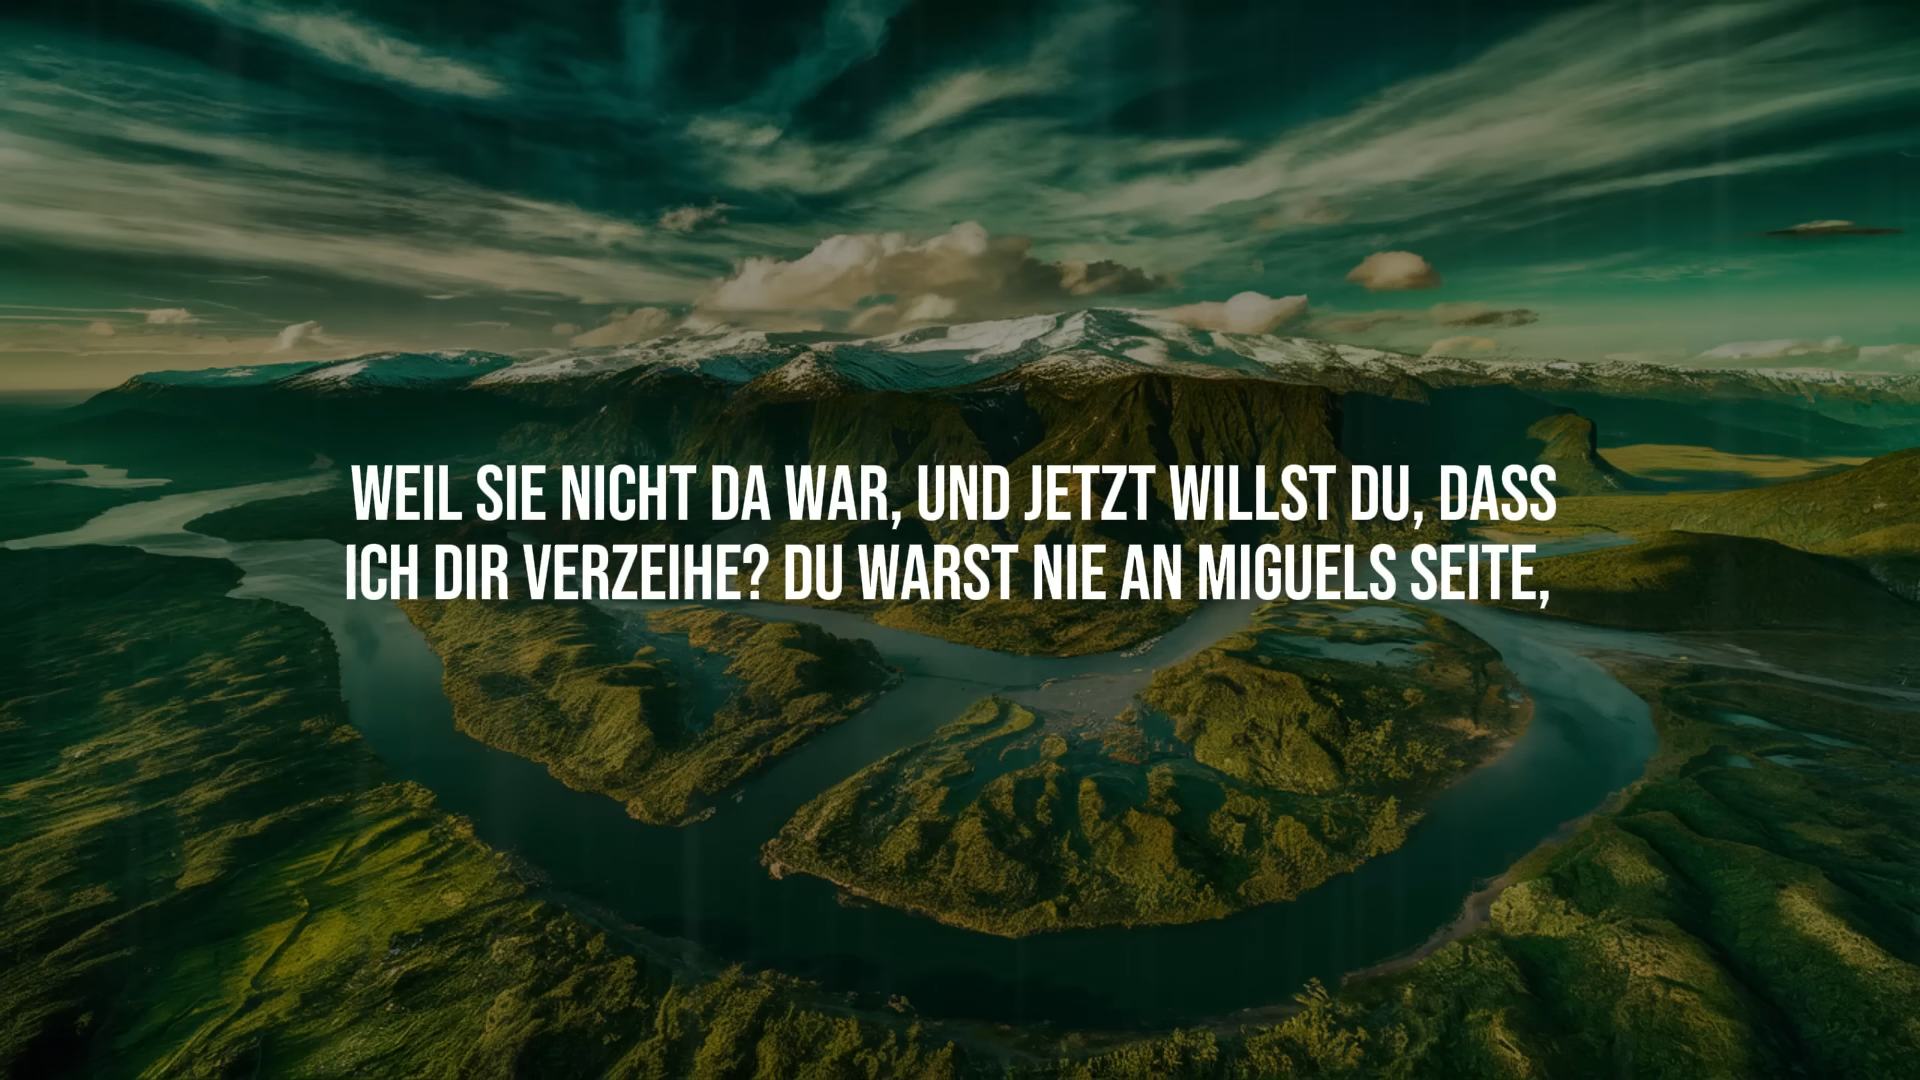 WEIL SIE NICHT DA WAR, UND JETZT WILLST DU, DASS
ICH DIR VERZEIHE? DU WARST NIE AN MIGUELS SEITE,